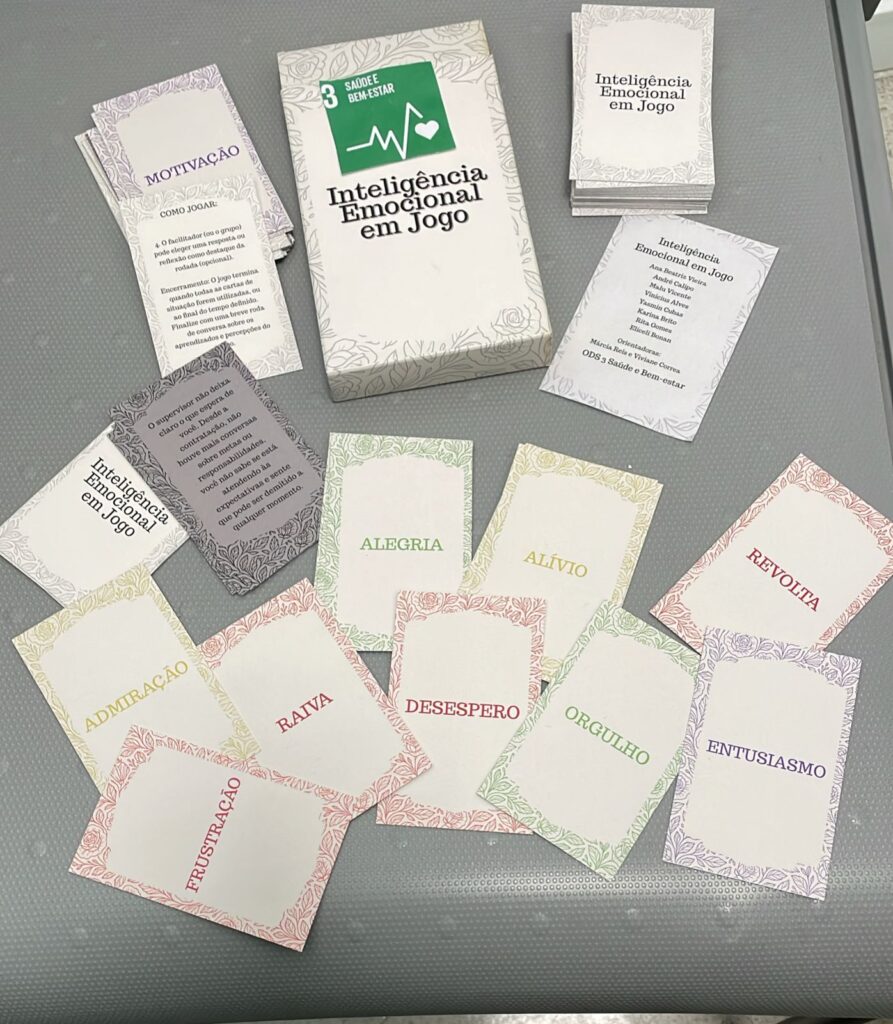 MOTIVAÇÃO
COMO JOGAR:
4. O facilitador (ou o grupo)
pode eleger uma resposta ou
reflexão como destaque da
rodada (opcional).
Encerramento: O jogo termina
quando todas as cartas de
situação forem utilizadas, ou
ao final do tempo definido.
Finalize com uma breve roda
de conversa sobre os
aprendizados e percepções do
3 SAÚDE E
BEM-ESTAR
Inteligência
Emocional
em Jogo
Inteligência
Emocional
em Jogo
Inteligência
Emocional em Jogo
Ana Beatriz Vieira
André Calipo
Malu Vicente
Vinicius Alves
Yasmin Cubas
Karina Brito
Rita Gomes
Eliceli Bonan
Orientadoras:
Márcia Reis e Viviane Correa
ODS 3 Saúde e Bem-estar
Inteligência
Emocional
em Jogo
O supervisor não deixa
claro o que espera de
você. Desde a
contratação, não
houve mais conversas
sobre metas ou
responsabilidades,
você não sabe se está
atendendo às
expectativas e sente
que pode ser demitido a
qualquer momento.
ALEGRIA
ALÍVIO
REVOLTA
ADMIRAÇÃO
RAIVA
DESESPERO
ORGULHO
ENTUSIASMO
FRUSTRAÇÃO